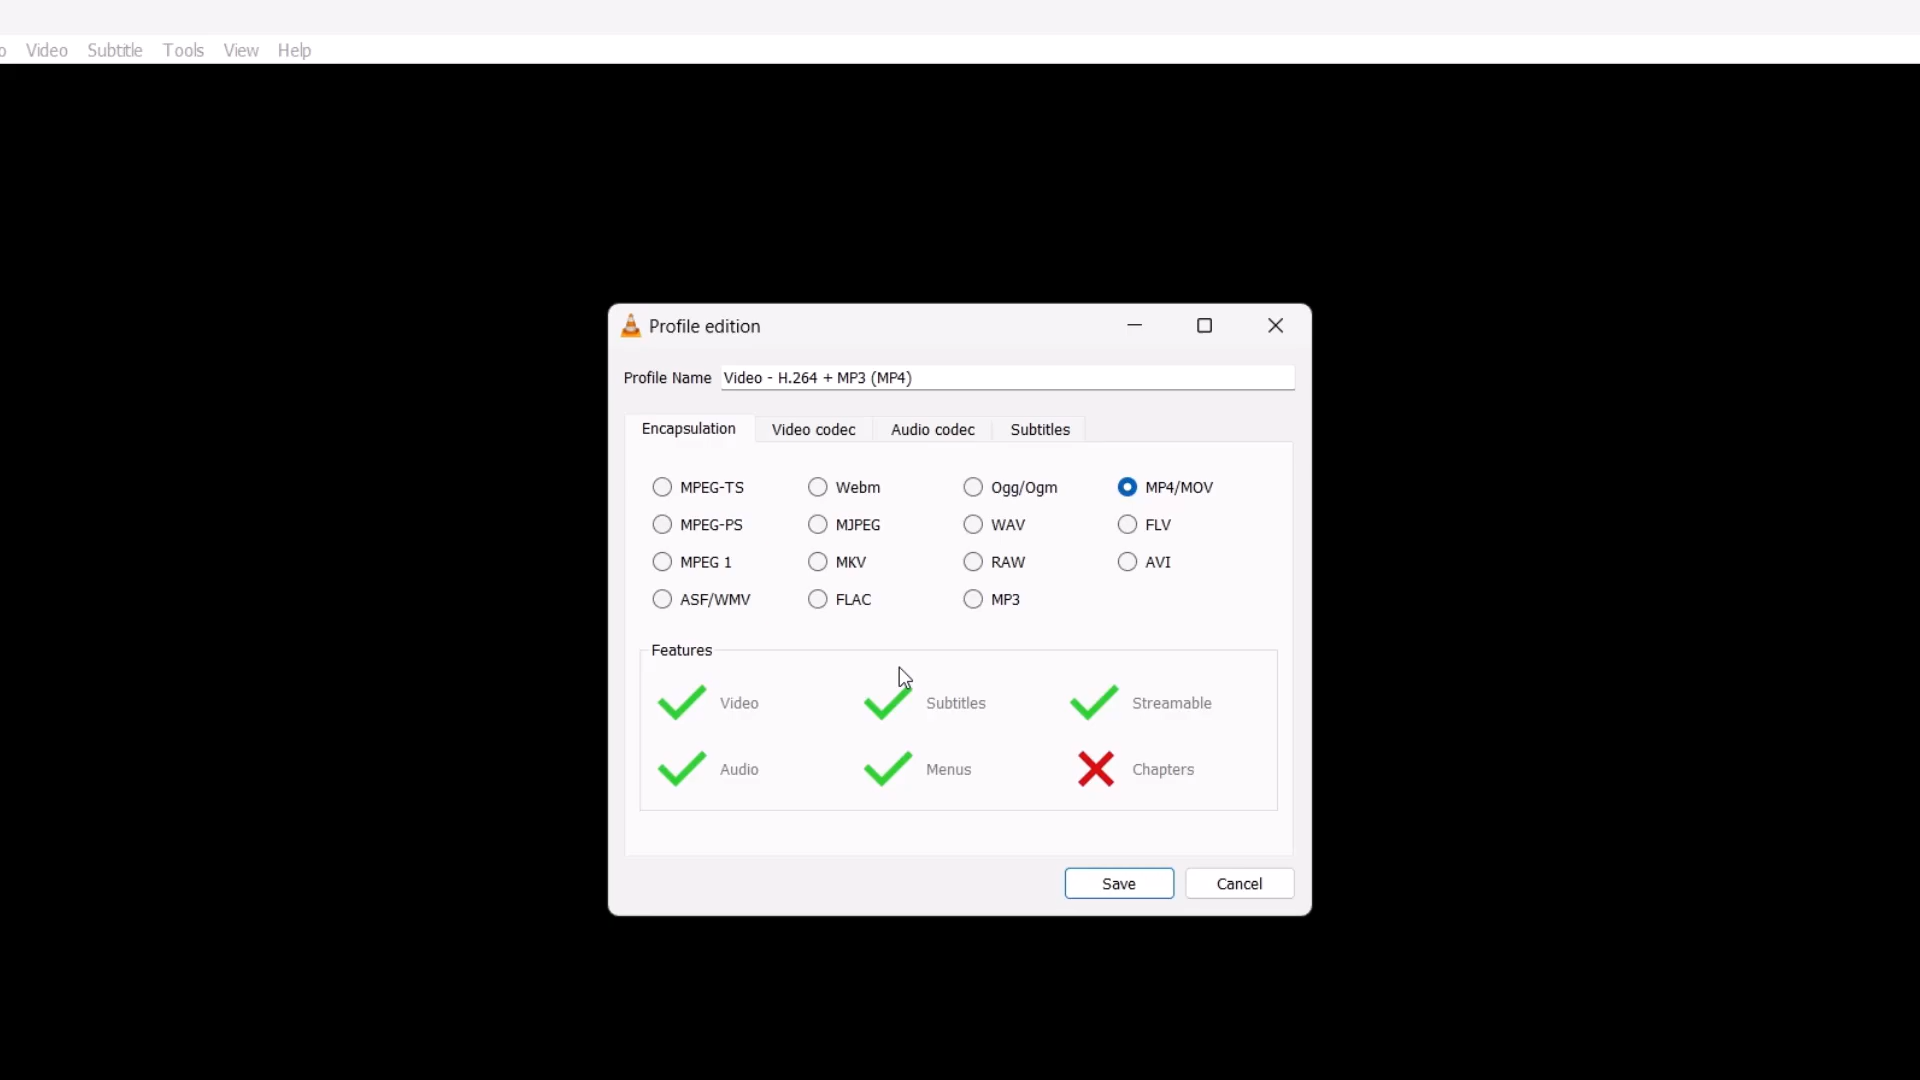 Video Subtitle Tools View Help
Profile edition
Profile Name Video - H.264 + MP3 (MP4)
Encapsulation Video codec Audio codec Subtitles
MPEG-TS Webm Ogg/Ogm MP4/MOV
MPEG-PS MJPEG WAV FLV
MPEG 1 MKV RAW AVI
ASF/WMV FLAC MP3
Features
Video Subtitles Streamable
Audio Menus Chapters
Save Cancel